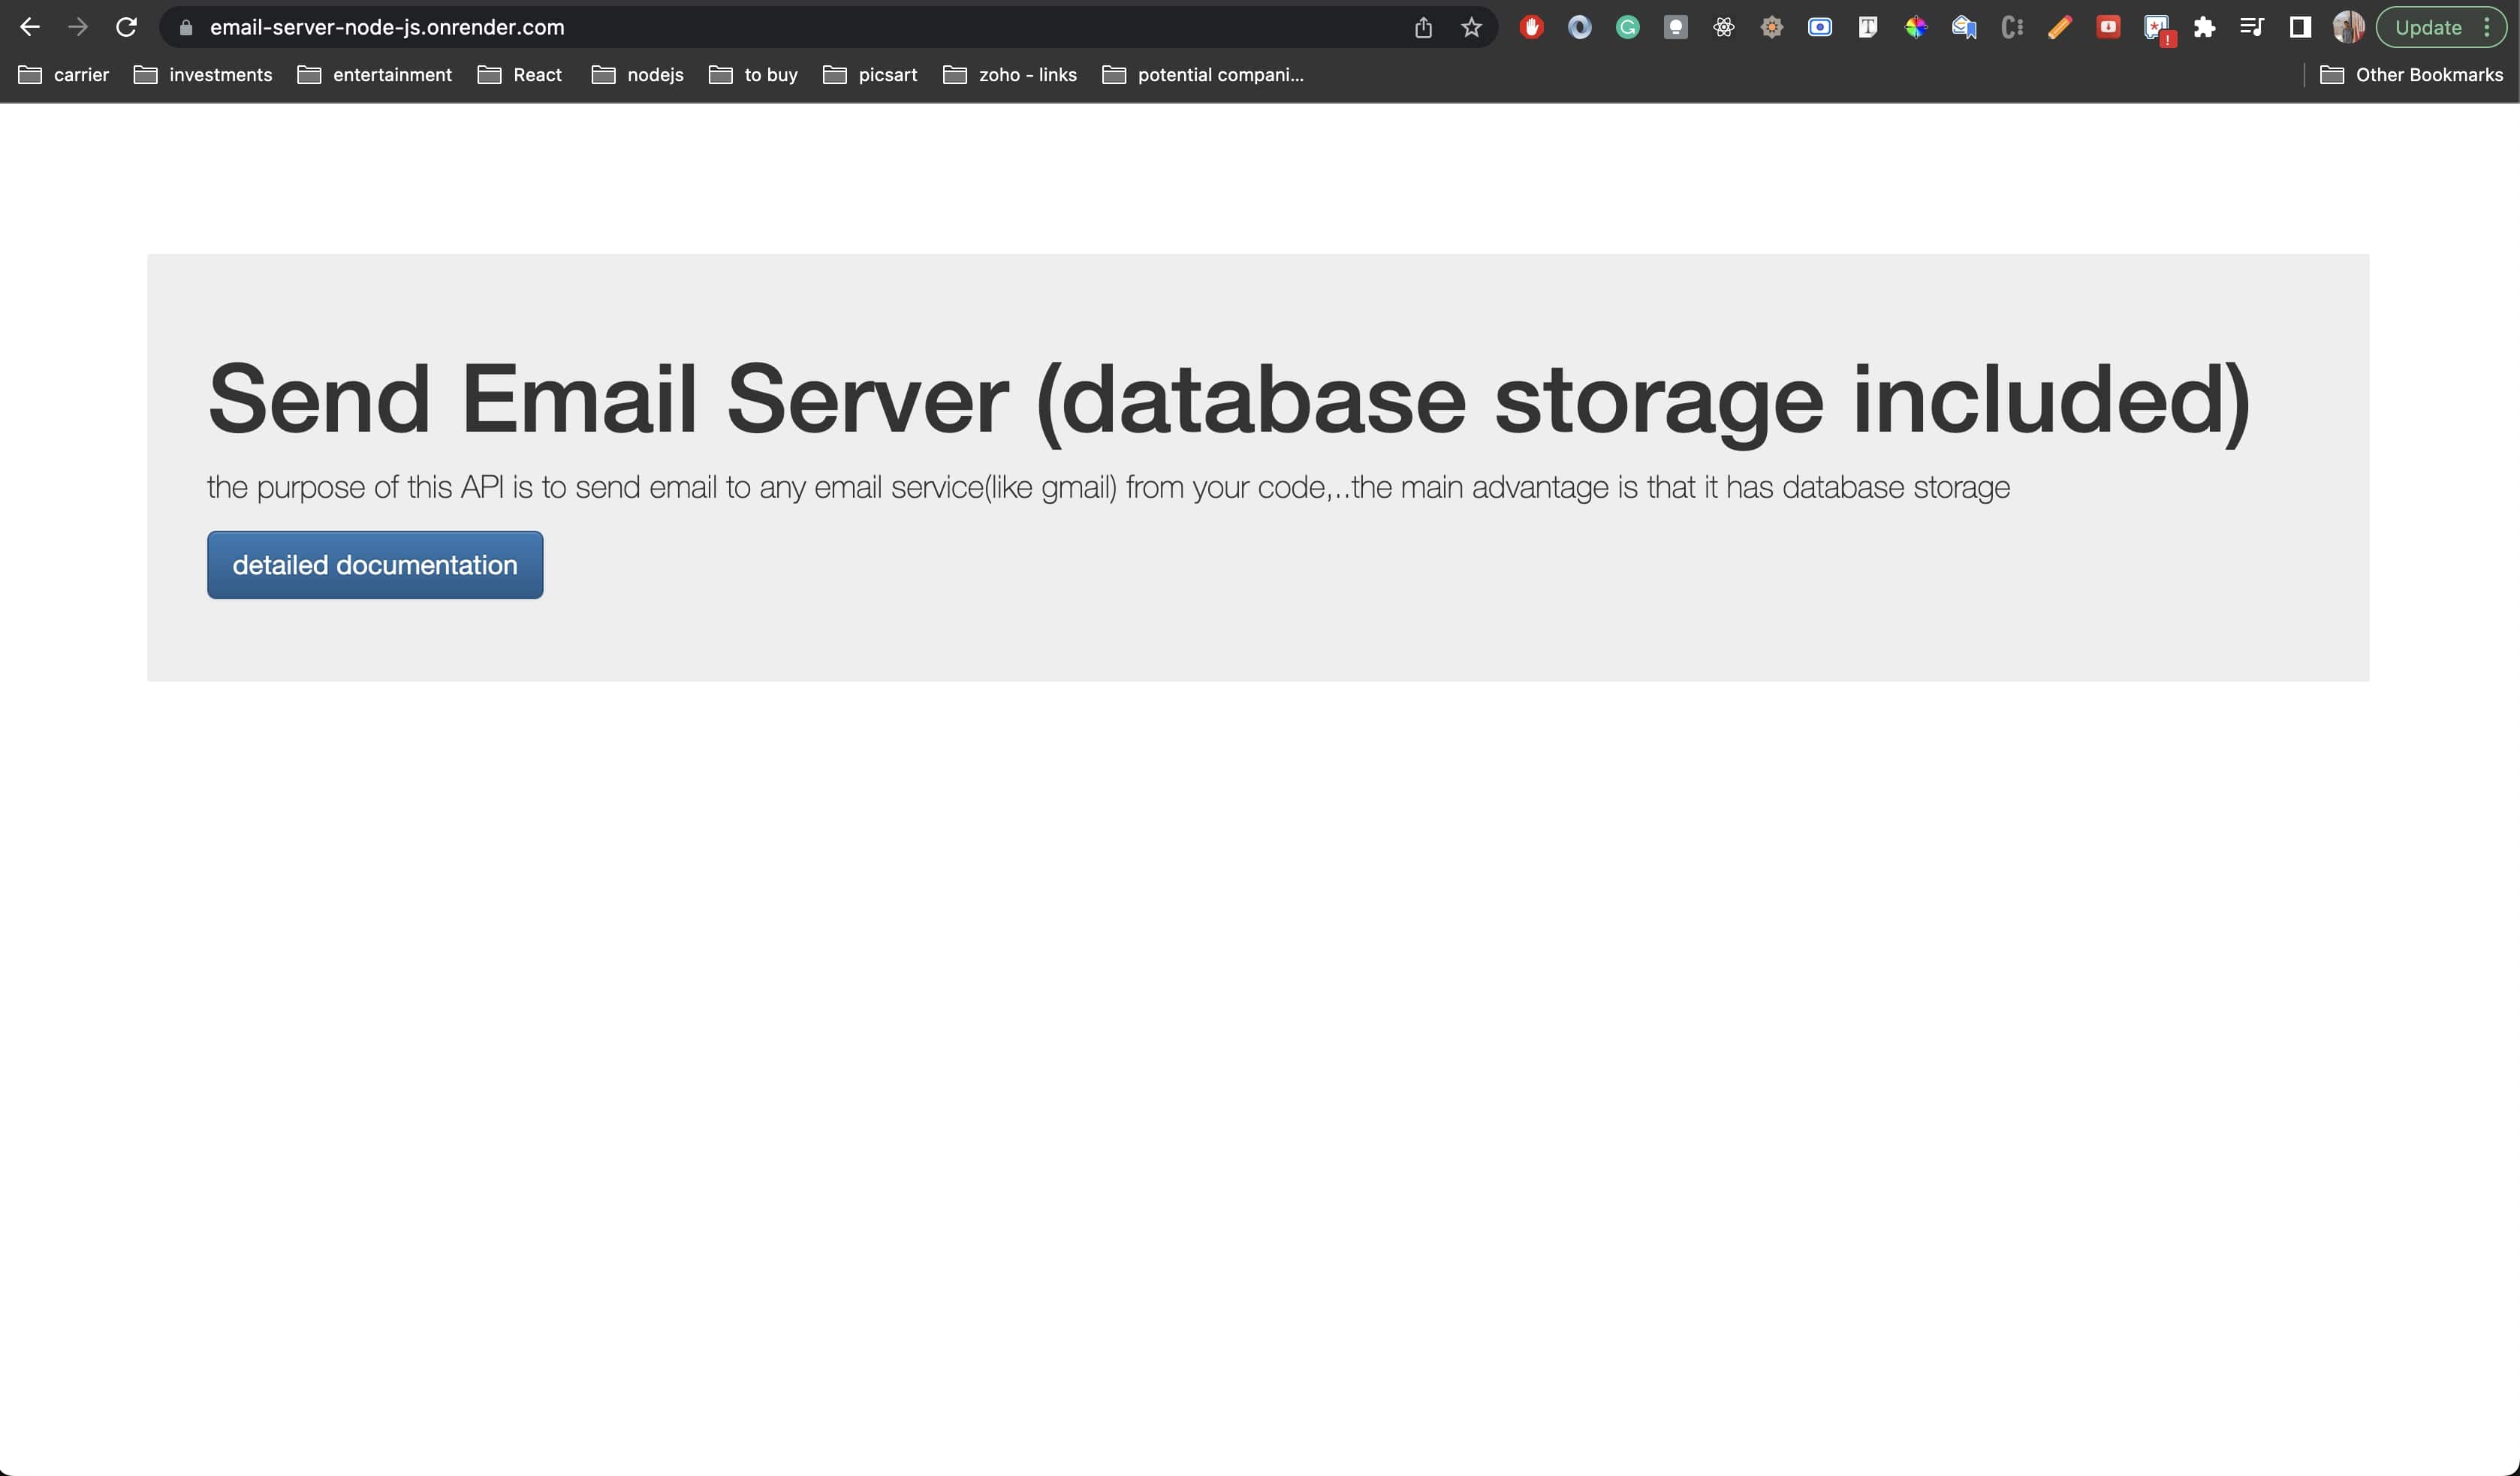 email-server-node-js.onrender.com
Update
carrier investments entertainment React nodejs to buy picsart zoho - links potential compani... Other Bookmarks
Send Email Server (database storage included)
the purpose of this API is to send email to any email service(like gmail) from your code,..the main advantage is that it has database storage
detailed documentation